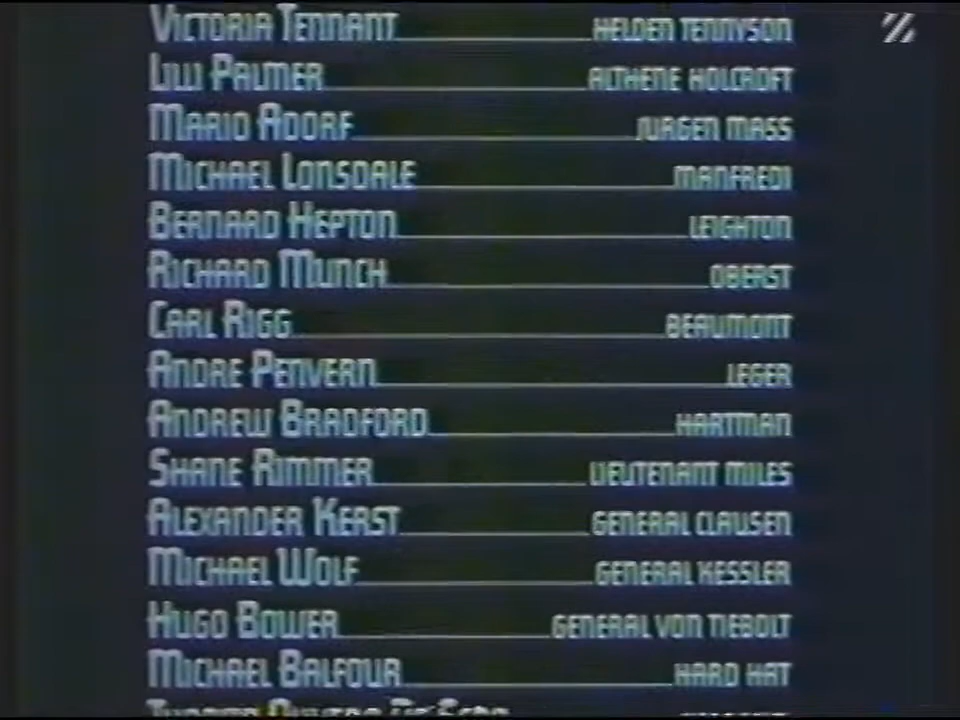 VICTORIA TENNANT HELDEN TENNYSON
LILLI PALMER ALTHENE HOLCROFT
MARIO ADORF JURGEN MASS
MICHAEL LONSDALE MANFREDI
BERNARD HEPTON LEIGHTON
RICHARD MUNCH OBERST
CARL RIGG BEAUMONT
ANDRE PENVERN LEGER
ANDREW BRADFORD HARTMAN
SHANE RIMMER LIEUTENANT MILES
ALEXANDER KERST GENERAL CLAUSEN
MICHAEL WOLF GENERAL KESSLER
HUGO BOWER GENERAL VON TIEBOLT
MICHAEL BALFOUR HARD HAT